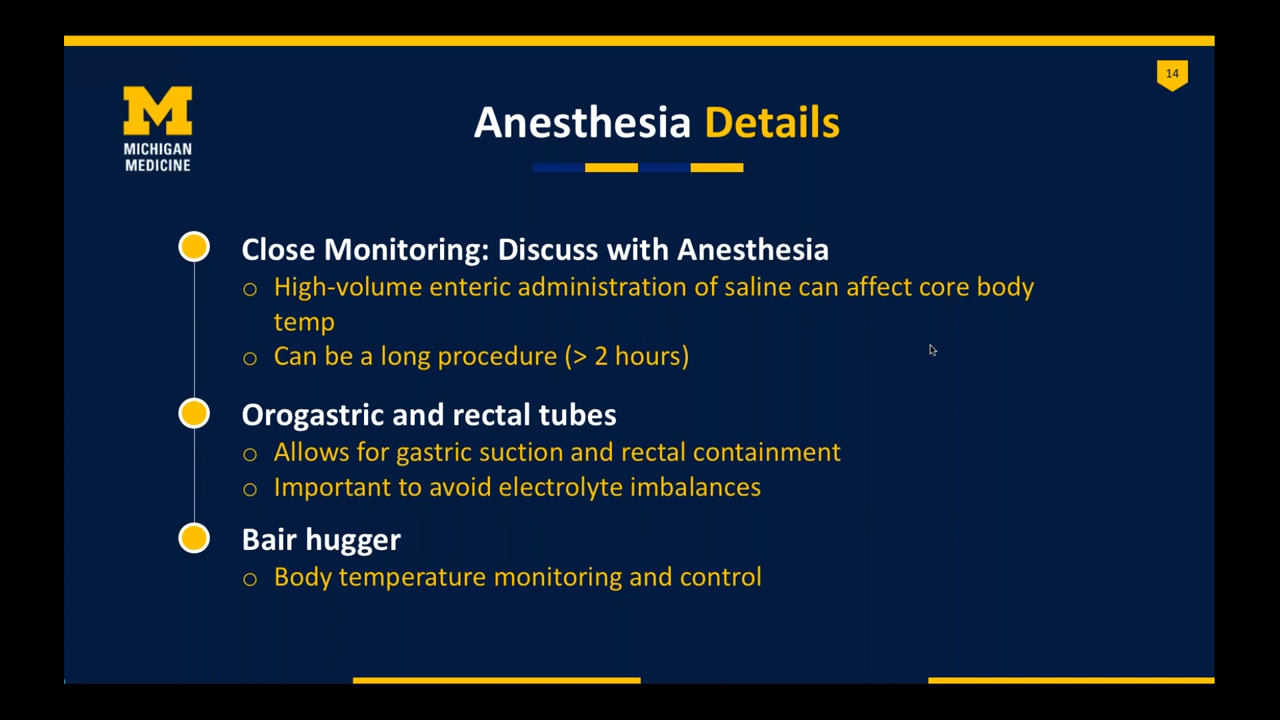 14
MICHIGAN
MEDICINE
Anesthesia Details
Close Monitoring: Discuss with Anesthesia
o High-volume enteric administration of saline can affect core body
temp
o Can be a long procedure (> 2 hours)
Orogastric and rectal tubes
o Allows for gastric suction and rectal containment
o Important to avoid electrolyte imbalances
Bair hugger
o Body temperature monitoring and control